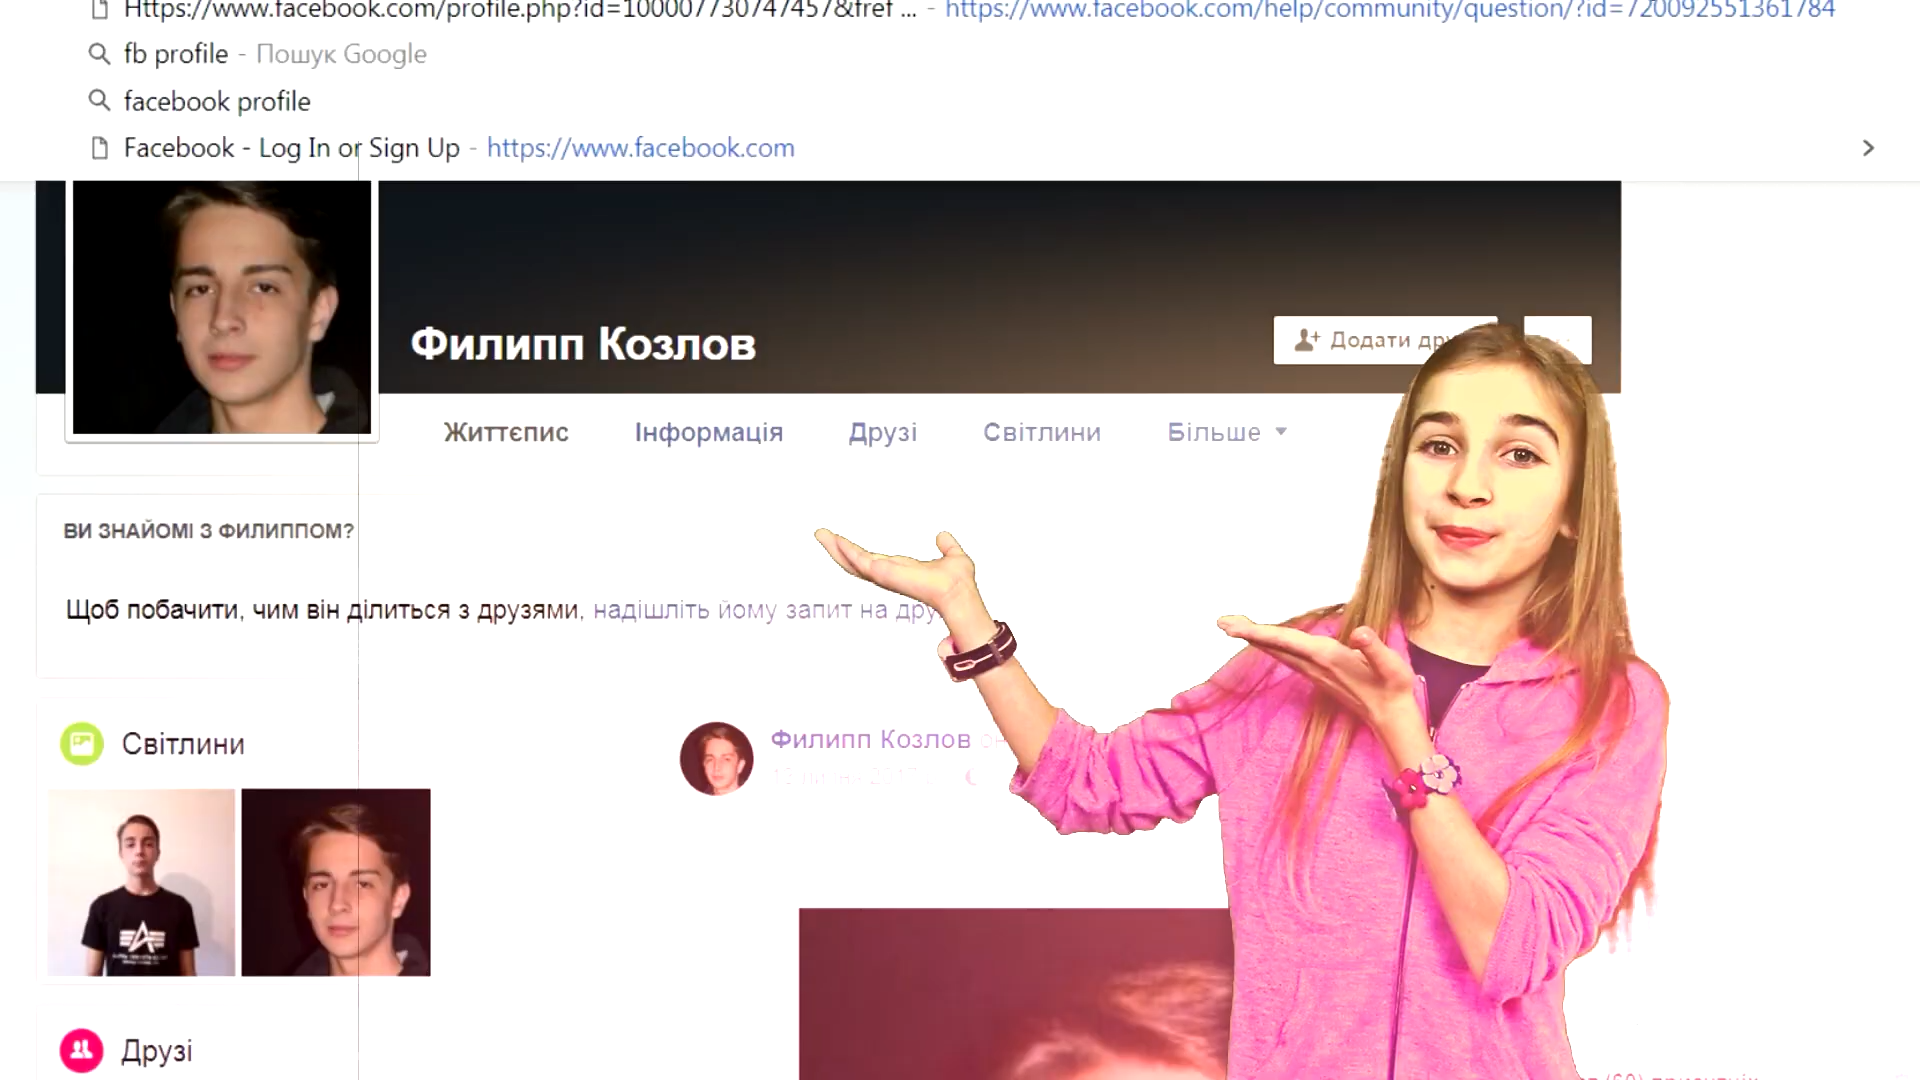 Https://www.facebook.com/profile.php?id=100007730747457&fref ... - https://www.facebook.com/help/community/question/?id=720092551361784
fb profile - Пошук Google
facebook profile
Facebook - Log In or Sign Up - https://www.facebook.com
Филипп Козлов
Додати
Життєпис Інформація Друзі Світлини Більше
ВИ ЗНАЙОМІ З ФИЛИППОМ?
Щоб побачити, чим він ділиться з друзями, надішліть йому запит на
Світлини
Филипп Козлов
Друзі